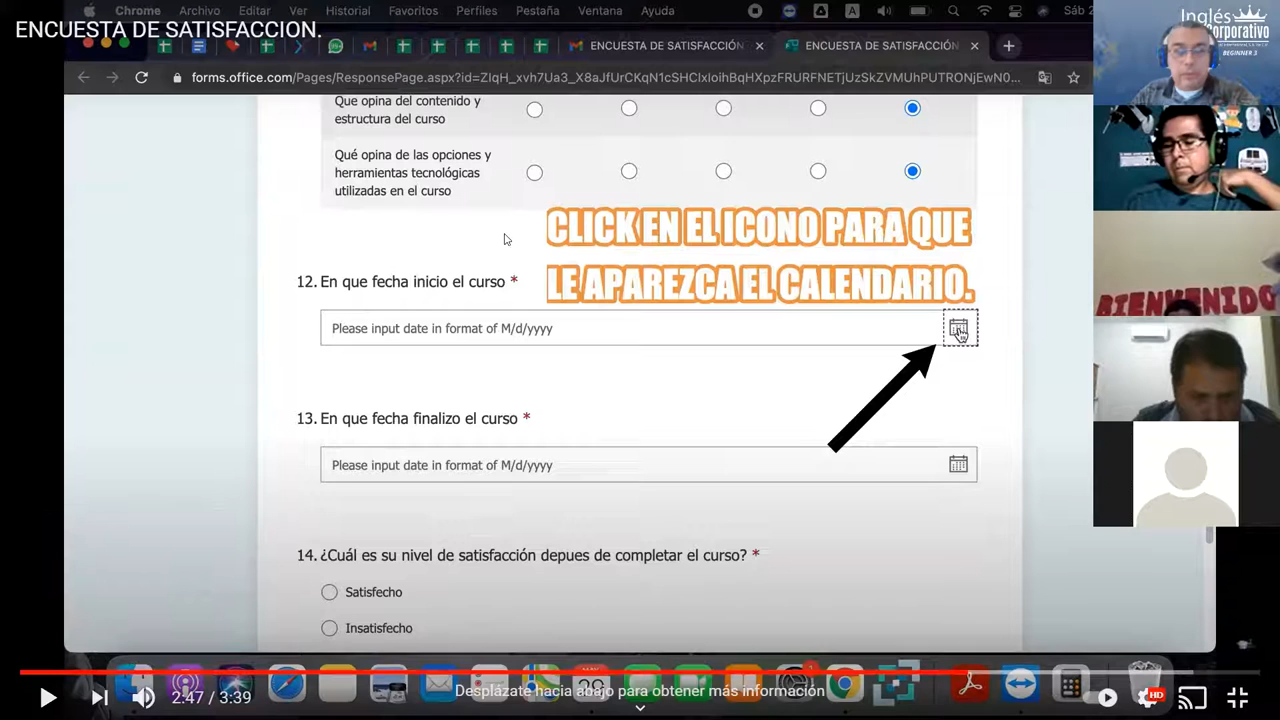 Chrome Archivo Editar Ver Historial Favoritos Perfiles Pestaña Ventana Ayuda
ENCUESTA DE SATISFACCION.
ENCUESTA DE SATISFACCIÓN
ENCUESTA DE SATISFACCIÓN
forms.office.com/Pages/ResponsePage.aspx?id=
Inglés
Corporativo
BEGINNER 3
Que opina del contenido y
estructura del curso
Qué opina de las opciones y
herramientas tecnológicas
utilizadas en el curso
CLICK EN EL ICONO PARA QUE
LE APAREZCA EL CALENDARIO.
12. En que fecha inicio el curso *
Please input date in format of M/d/yyyy
13. En que fecha finalizo el curso *
Please input date in format of M/d/yyyy
14. ¿Cuál es su nivel de satisfacción depues de completar el curso? *
Satisfecho
Insatisfecho
BIENVENIDO
Desplázate hacia abajo para obtener más información
2:47 / 3:39
HD